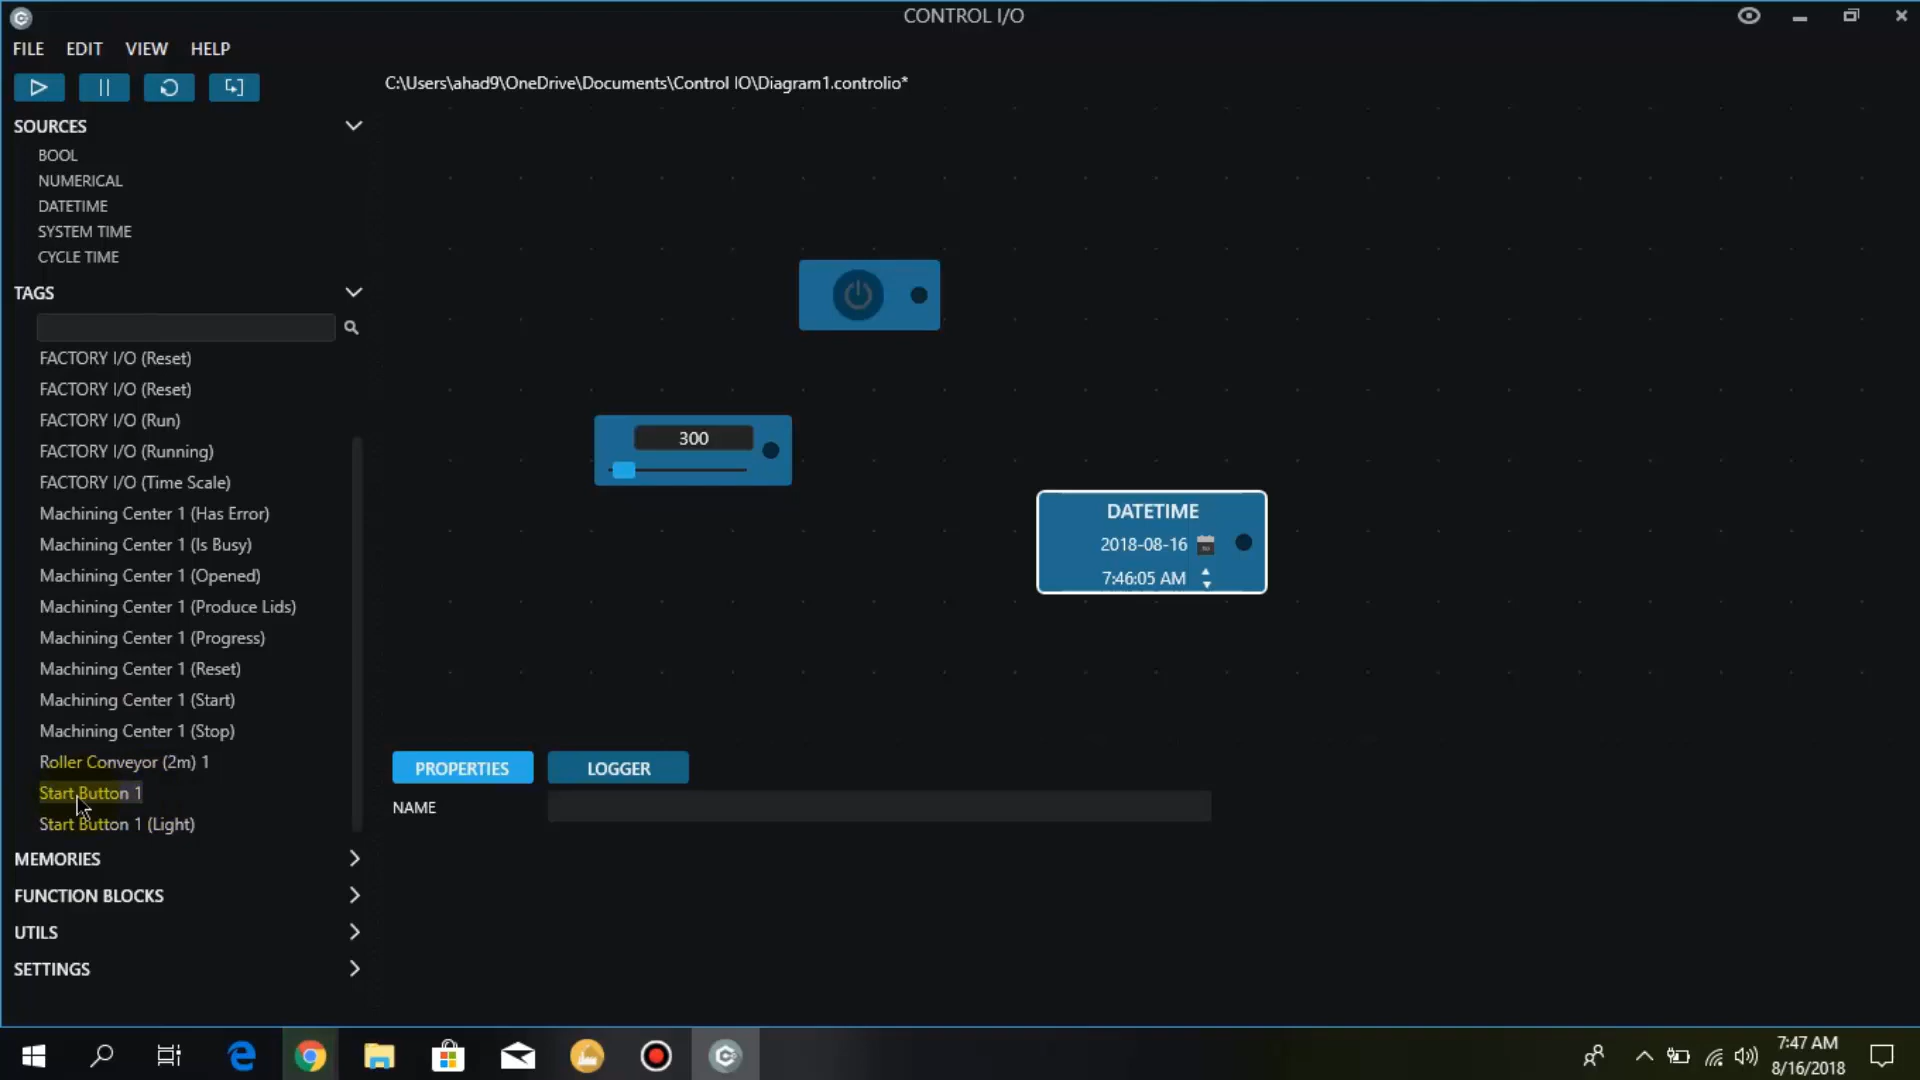 CONTROL I/O
FILE EDIT VIEW HELP
C:\Users\ahad9\OneDrive\Documents\Control IO\Diagram1.controlio*
SOURCES
BOOL
NUMERICAL
DATETIME
SYSTEM TIME
CYCLE TIME
TAGS
FACTORY I/O (Reset)
FACTORY I/O (Reset)
FACTORY I/O (Run)
FACTORY I/O (Running)
FACTORY I/O (Time Scale)
Machining Center 1 (Has Error)
Machining Center 1 (Is Busy)
Machining Center 1 (Opened)
Machining Center 1 (Produce Lids)
Machining Center 1 (Progress)
Machining Center 1 (Reset)
Machining Center 1 (Start)
Machining Center 1 (Stop)
Roller Conveyor (2m) 1
Start Button 1
Start Button 1 (Light)
MEMORIES
FUNCTION BLOCKS
UTILS
SETTINGS
300
DATETIME
2018-08-16
7:46:05 AM
PROPERTIES LOGGER
NAME
7:47 AM
8/16/2018